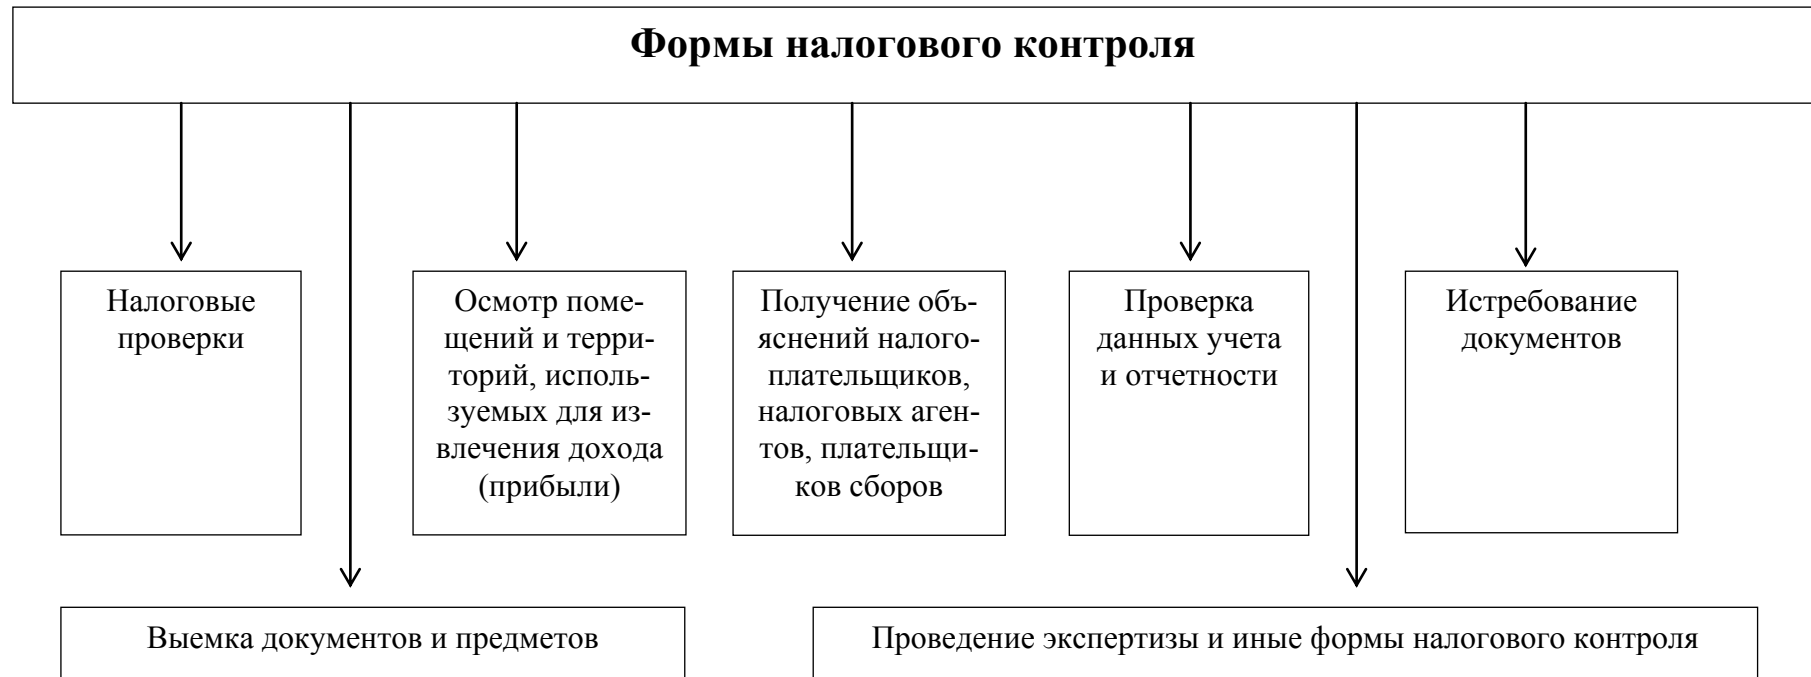 Формы налогового контроля
Налоговые
проверки
Осмотр поме-
щений и терри-
торий, исполь-
зуемых для из-
влечения дохода
(прибыли)
Получение объ-
яснений налого-
плательщиков,
налоговых аген-
тов, плательщи-
ков сборов
Проверка
данных учета
и отчетности
Истребование
документов
Выемка документов и предметов
Проведение экспертизы и иные формы налогового контроля